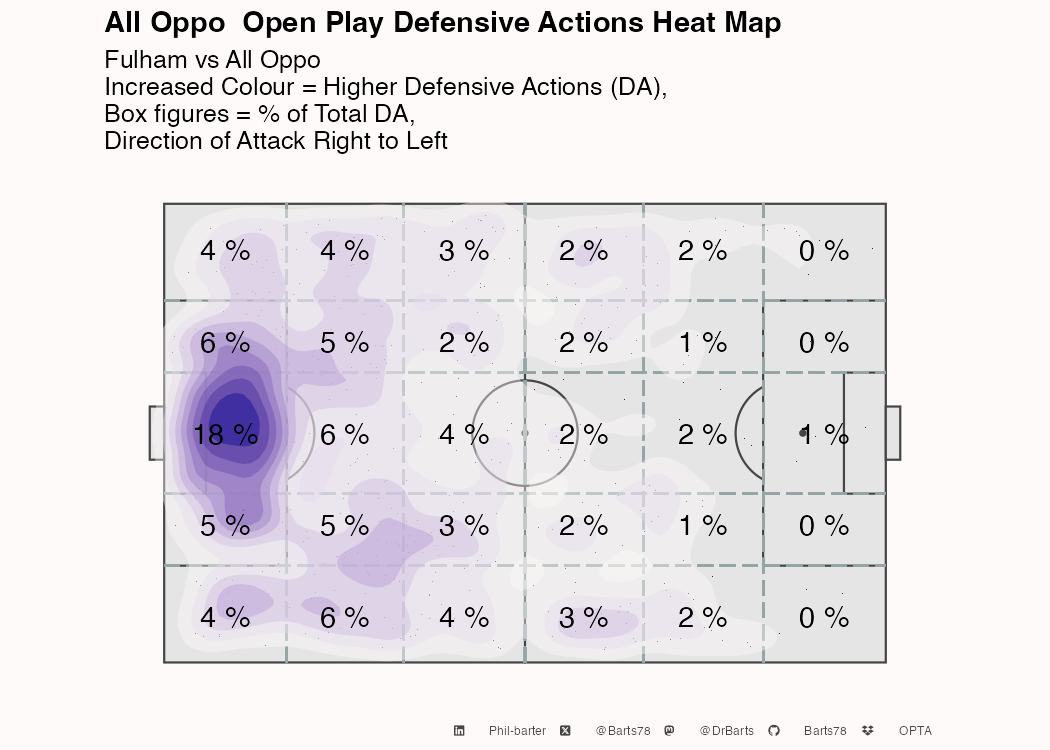 All Oppo  Open Play Defensive Actions Heat Map
Fulham vs All Oppo
Increased Colour = Higher Defensive Actions (DA),
Box figures = % of Total DA,
Direction of Attack Right to Left
4 % 4 % 3 % 2 % 2 % 0 %
6 % 5 % 2 % 2 % 1 % 0 %
18 % 6 % 4 % 2 % 2 % 1 %
5 % 5 % 3 % 2 % 1 % 0 %
4 % 6 % 4 % 3 % 2 % 0 %
Phil-barter @Barts78 @DrBarts Barts78 OPTA